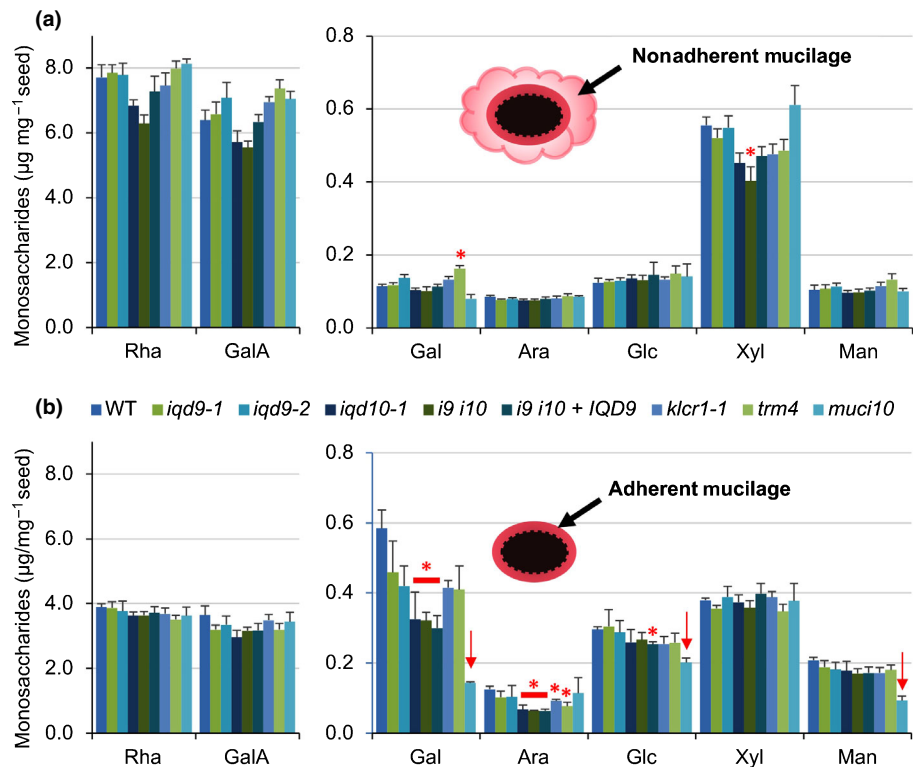 (a)
Monosaccharides (µg mg⁻¹ seed)
8.0
6.0
4.0
2.0
0.0
Rha GalA
0.8
0.6
0.4
0.2
0
Nonadherent mucilage
*
*
Gal Ara Glc Xyl Man
(b)
WT iqd9-1 iqd9-2 iqd10-1 i9 i10 i9 i10 + IQD9 klcr1-1 trm4 muci10
Monosaccharides (µg/mg⁻¹ seed)
8.0
6.0
4.0
2.0
0.0
Rha GalA
0.8
0.6
0.4
0.2
0.0
Adherent mucilage
*
* * *
*
Gal Ara Glc Xyl Man